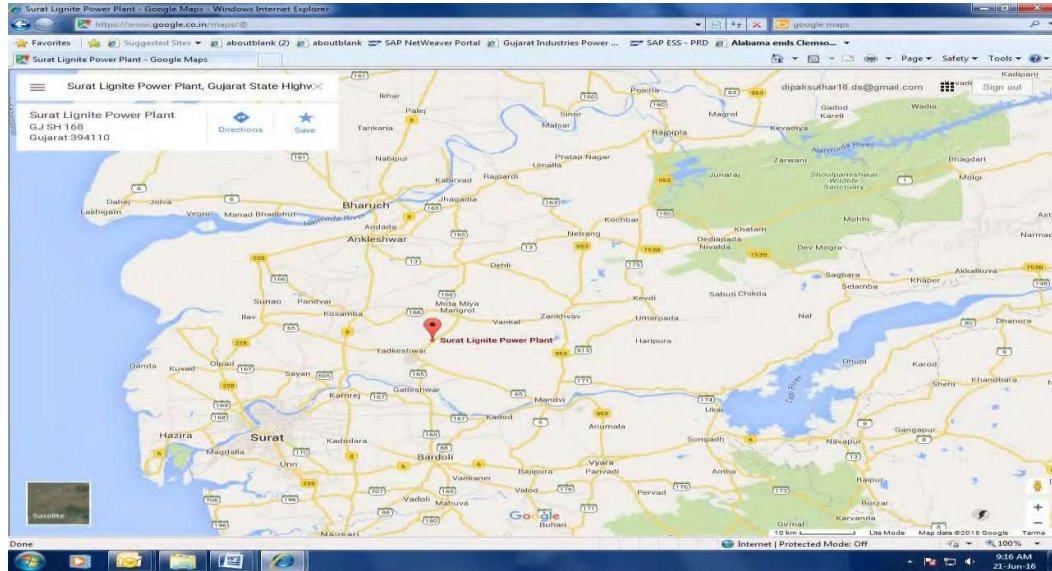 Surat Lignite Power Plant - Google Maps - Windows Internet Explorer
https://www.google.co.in/maps/@
google maps
Favorites Suggested Sites aboutblank (2) aboutblank SAP NetWeaver Portal Gujarat Industries Power ... SAP ESS - PRD Alabama ends Clemso...
Surat Lignite Power Plant - Google Maps
Page Safety Tools
Surat Lignite Power Plant, Gujarat State Highw
dipaksuthar18.ds@gmail.com
Sign out
Surat Lignite Power Plant
GJ SH 168
Gujarat 394110
Directions
Save
Kadipani
Ikhar
Palej
Tankaria
Sinor
Malsar
Poicha
Rajpipla
Magrol
Gadod
Kareli
Wadia
Kevadiya
Narmada River
Zarwani
Bhagdari
Nabipur
Pratap Nagar
Umalla
Junaraj
Shoolpaneshwar
Wildlife
Sanctuary
Molgi
Kabirvad
Rajpardi
Dahej
Jolva
Lakhigam
Vegni
Manad Bhadbhut
Narmada River
Bharuch
Jhagadia
Andada
Ankleshwar
Kochbar
Netrang
Khatam
Mohbi
Dediapada
Nivalda
Dev Mogra
Dehli
Sagbara
Selamba
Khaper
Akkalkuva
Sunao
Pandvai
Ilav
Kosamba
Mota Miya
Mangrol
Vankal
Zankhvav
Kevdi
Sabuti Chikda
Umarpada
Nal
Dhanora
Surat Lignite Power Plant
Haripura
Tadkeshwar
Danda
Kuvad
Olpad
Sayan
Dhupi
Karod
Shehi
Khandbara
Tapi River
Kamrej
Galteshwar
Mandvi
Ukai
Kadod
Anumala
Gangapur
Hazira
Surat
Magdalla
Kadodara
Unn
Bardoli
Songadh
Navapur
Vyara
Panvadi
Bajipura
Vankaner
Amba
Raipur
Valod
Vadoli
Mahuva
Pervad
Borzar
Karvanda
Girmal
Buhari
Navsari
Satellite
Google
10 km
Lite Mode
Map data ©2016 Google
Terms
Done
Internet | Protected Mode: Off
100%
9:16 AM
21-Jun-16